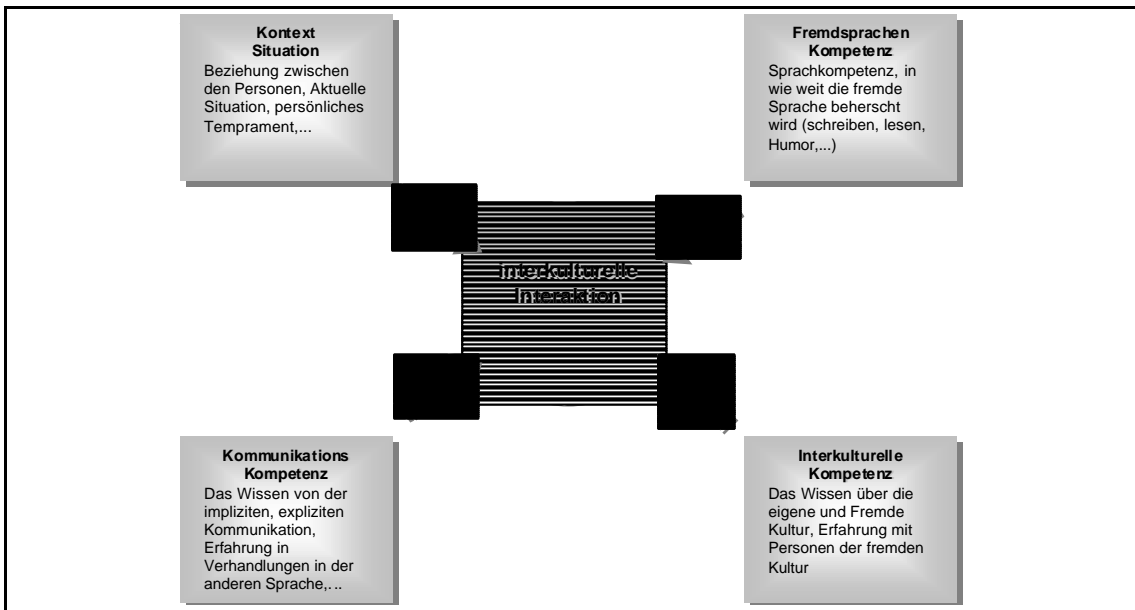 Kontext
Situation
Beziehung zwischen
den Personen, Aktuelle
Situation, persönliches
Temprament,...
Fremdsprachen
Kompetenz
Sprachkompetenz, in
wie weit die fremde
Sprache beherscht
wird (schreiben, lesen,
Humor,...)
interkulturelle
Interaktion
Kommunikations
Kompetenz
Das Wissen von der
impliziten, expliziten
Kommunikation,
Erfahrung in
Verhandlungen in der
anderen Sprache,...
Interkulturelle
Kompetenz
Das Wissen über die
eigene und Fremde
Kultur, Erfahrung mit
Personen der fremden
Kultur